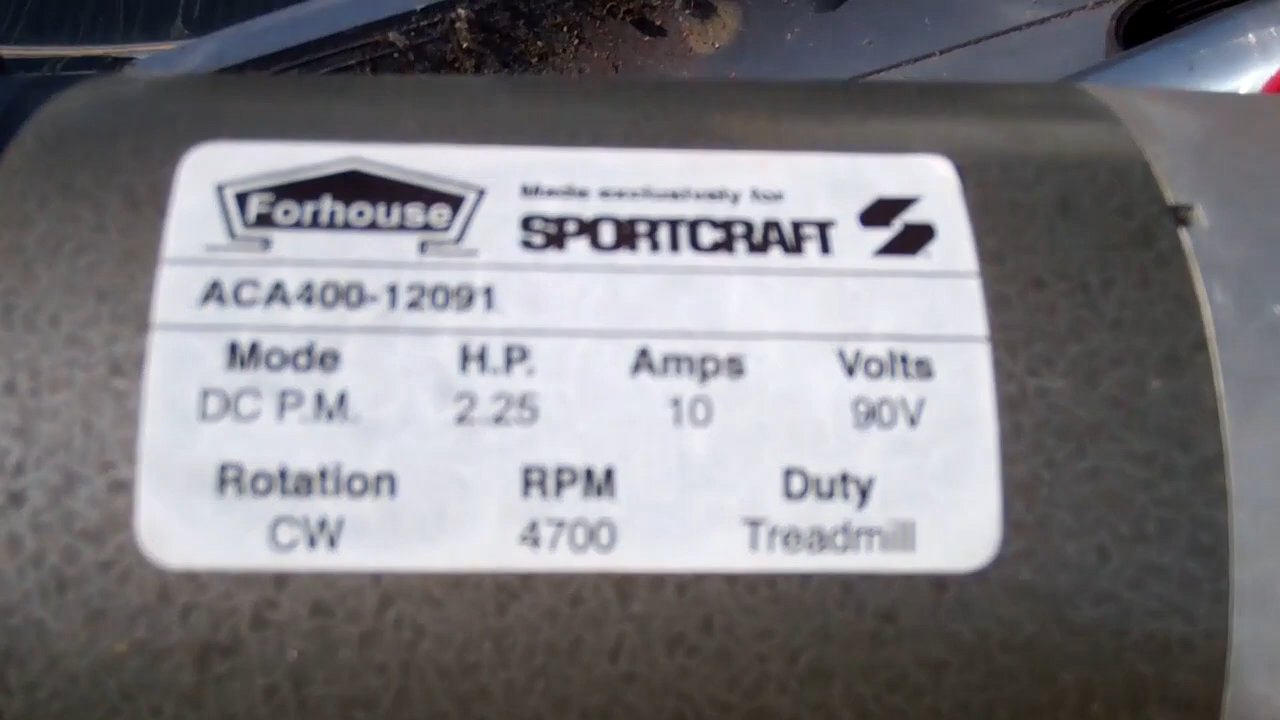 Forhouse
Made exclusively for
SPORTCRAFT
ACA400-12091
Mode H.P. Amps Volts
DC P.M. 2.25 10 90V
Rotation RPM Duty
CW 4700 Treadmill